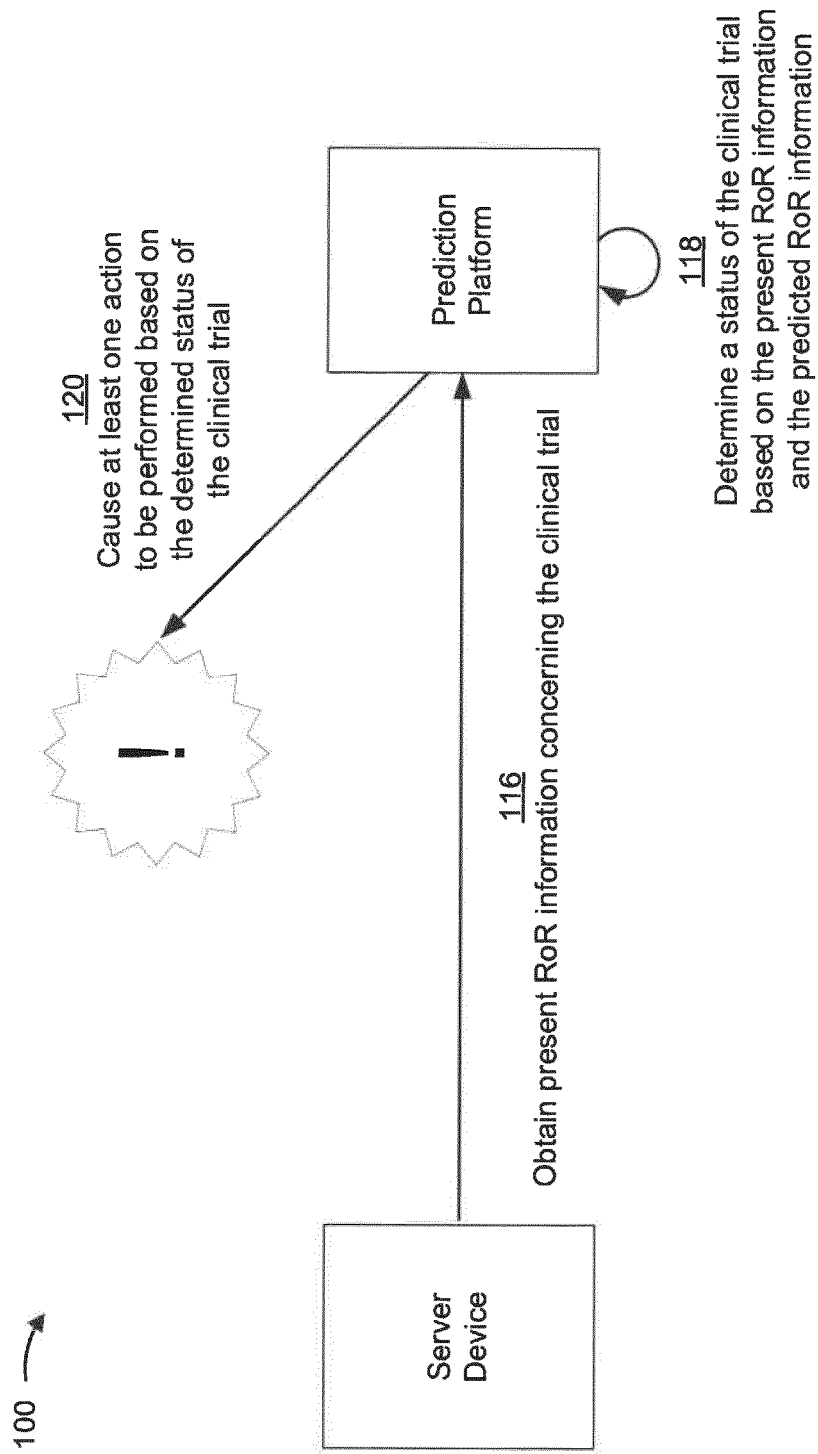 100
120
Cause at least one action
to be performed based on
the determined status of
the clinical trial
!
Server
Device
116
Obtain present RoR information concerning the clinical trial
Prediction
Platform
118
Determine a status of the clinical trial
based on the present RoR information
and the predicted RoR information